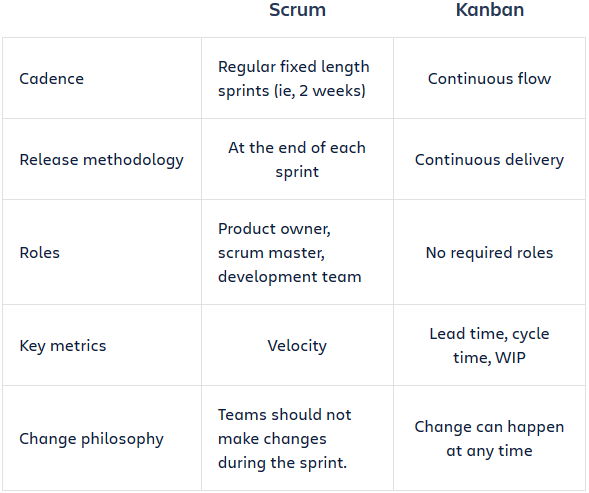 Scrum Kanban
Cadence
Regular fixed length
sprints (ie, 2 weeks)
Continuous flow
Release methodology
At the end of each
sprint
Continuous delivery
Roles
Product owner,
scrum master,
development team
No required roles
Key metrics
Velocity
Lead time, cycle
time, WIP
Change philosophy
Teams should not
make changes
during the sprint.
Change can happen
at any time